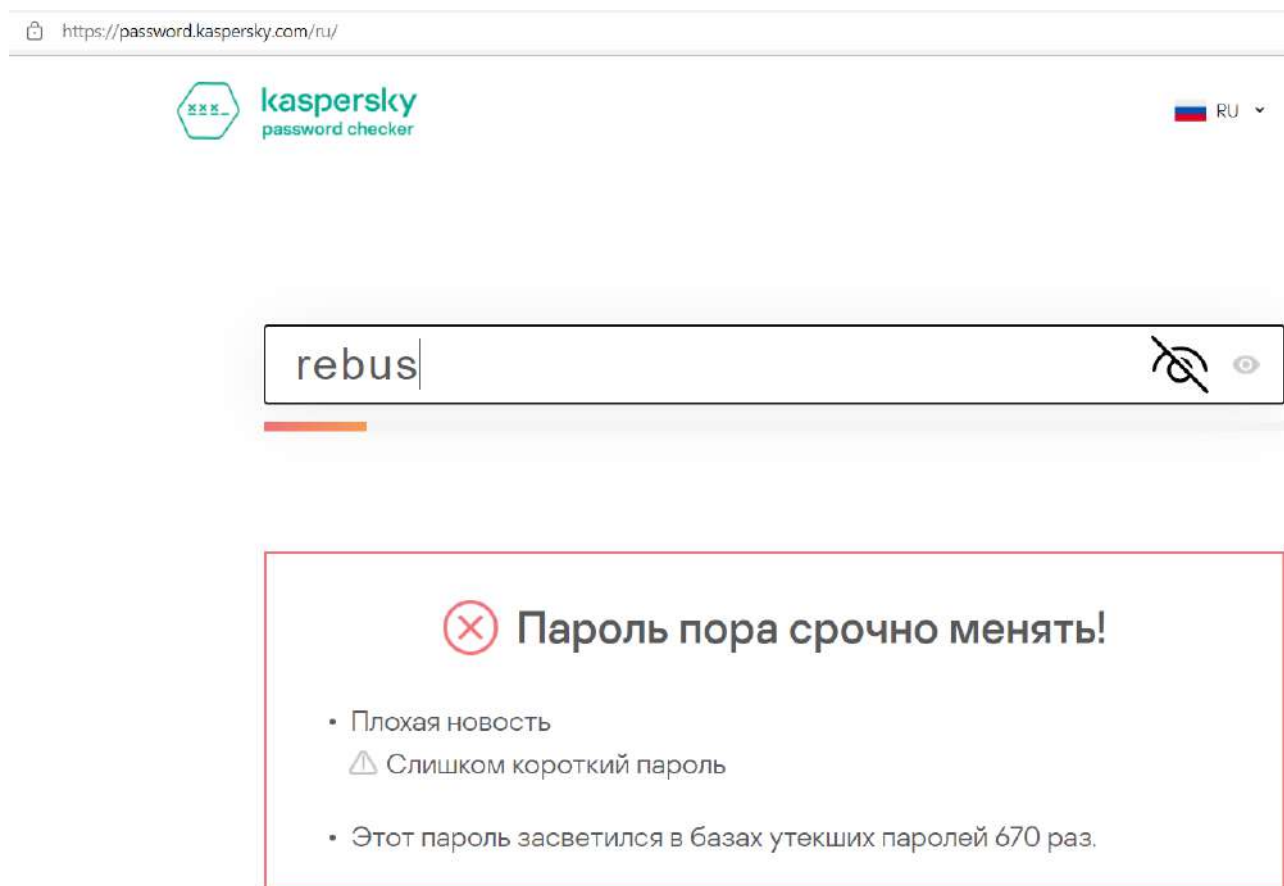 https://password.kaspersky.com/ru/
xxx_
kaspersky
password checker
RU
rebus
Пароль пора срочно менять!
• Плохая новость
Слишком короткий пароль
• Этот пароль засветился в базах утекших паролей 670 раз.